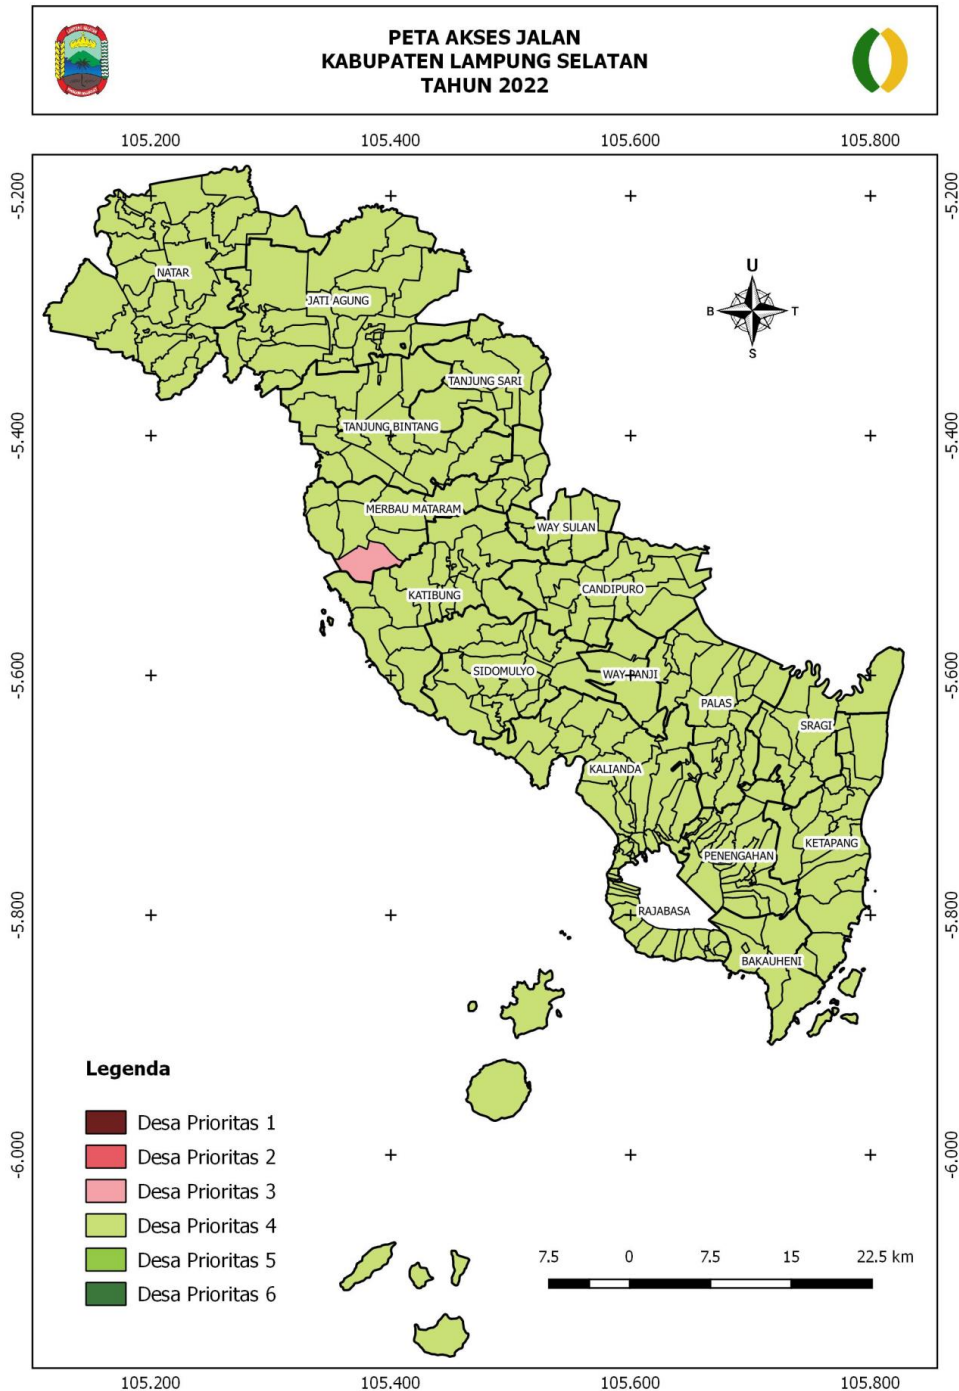 PETA AKSES JALAN
KABUPATEN LAMPUNG SELATAN
TAHUN 2022
105.200 105.400 105.600 105.800
-5.200 -5.200
U
B T
S
NATAR
JATI AGUNG
TANJUNG SARI
TANJUNG BINTANG
-5.400 -5.400
MERBAU MATARAM
WAY SULAN
CANDIPURO
KATIBUNG
SIDOMULYO
-5.600 -5.600
PALAS
SRAGI
KALIANDA
KETAPANG
PENENGAHAN
RAJABASA
-5.800 -5.800
BAKAUHENI
Legenda
Desa Prioritas 1
Desa Prioritas 2
-6.000 -6.000
Desa Prioritas 3
Desa Prioritas 4
Desa Prioritas 5
Desa Prioritas 6
7.5 0 7.5 15 22.5 km
105.200 105.400 105.600 105.800